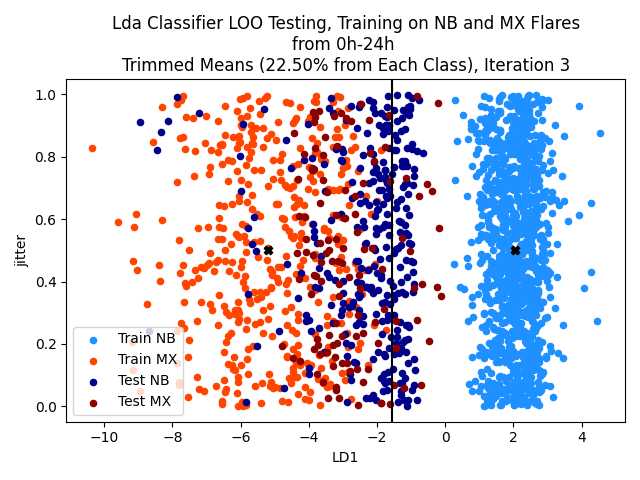 Lda Classifier LOO Testing, Training on NB and MX Flares
from 0h-24h
Trimmed Means (22.50% from Each Class), Iteration 3
1.0
0.8
0.6
0.4
0.2
0.0
jitter
Train NB
Train MX
Test NB
Test MX
−10
−8
−6
−4
−2
0
2
4
LD1